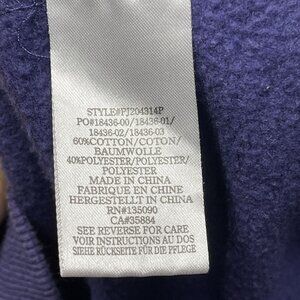 STYLE#PJ204314P
PO#18436-00/18436-01/
18436-02/18436-03
60%COTTON/COTON/
BAUMWOLLE
40%POLYESTER/POLYESTER/
POLYESTER
MADE IN CHINA
FABRIQUE EN CHINE
HERGESTELLT IN CHINA
RN#135090
CA#35884
SEE REVERSE FOR CARE
VOIR INSTRUCTIONS AU DOS
SIEHE RÜCKSEITE FÜR DIE PFLEGE